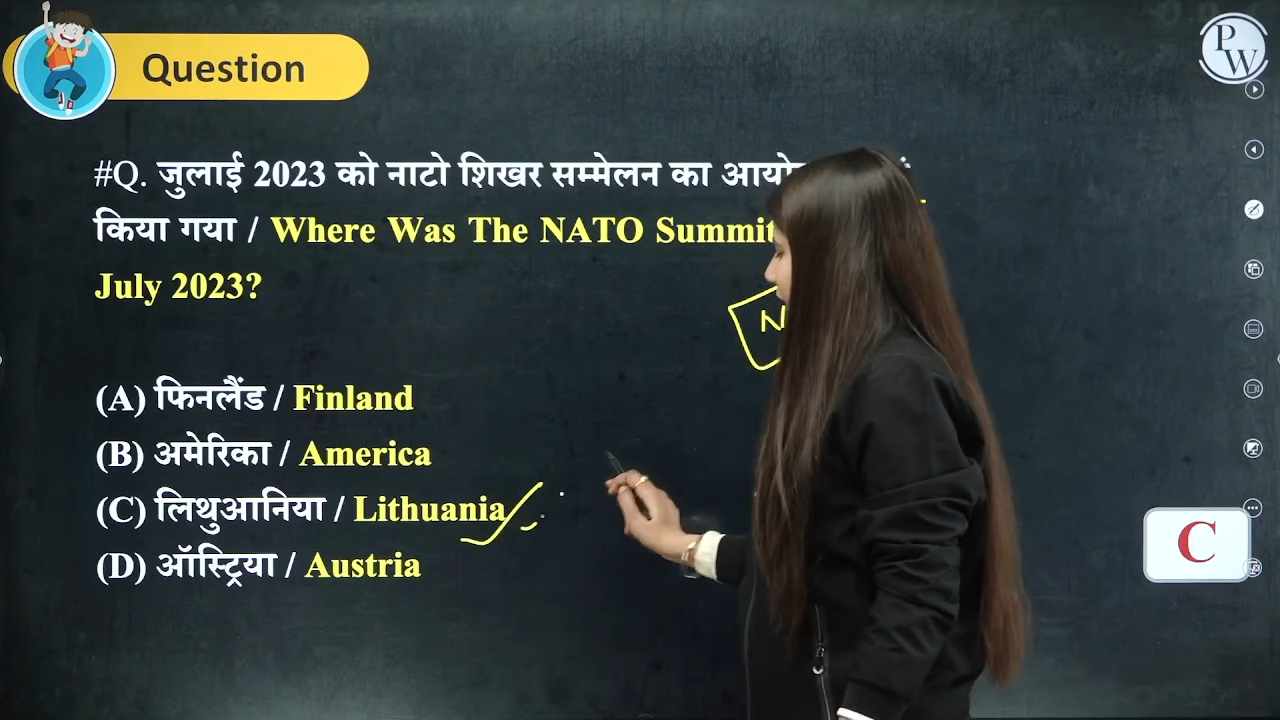 Question
PW
#Q. जुलाई 2023 को नाटो शिखर सम्मेलन का
किया गया / Where Was The NATO Summit
July 2023?
N
(A) फिनलैंड / Finland
(B) अमेरिका / America
(C) लिथुआनिया / Lithuania
(D) ऑस्ट्रिया / Austria
C